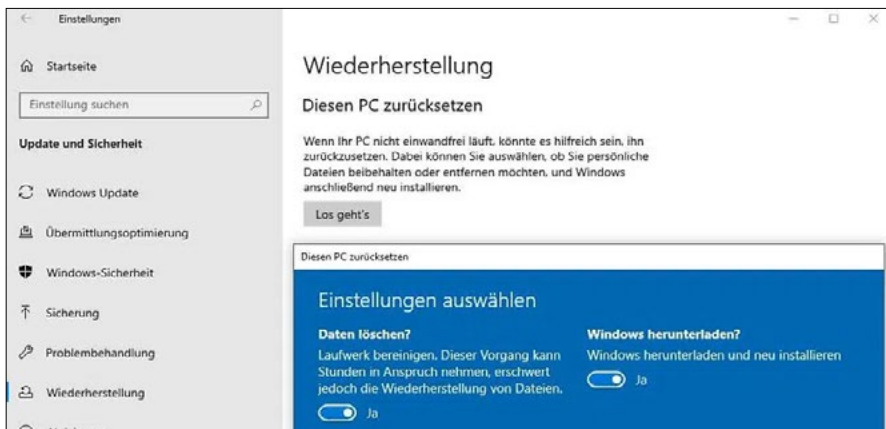 Einstellungen
Startseite
Einstellung suchen
Update und Sicherheit
Windows Update
Übermittlungsoptimierung
Windows-Sicherheit
Sicherung
Problembehandlung
Wiederherstellung
Wiederherstellung
Diesen PC zurücksetzen
Wenn Ihr PC nicht einwandfrei läuft, könnte es hilfreich sein, ihn
zurückzusetzen. Dabei können Sie auswählen, ob Sie persönliche
Dateien beibehalten oder entfernen möchten, und Windows
anschließend neu installieren.
Los geht's
Diesen PC zurücksetzen
Einstellungen auswählen
Daten löschen?
Laufwerk bereinigen. Dieser Vorgang kann
Stunden in Anspruch nehmen, erschwert
jedoch die Wiederherstellung von Dateien.
Ja
Windows herunterladen?
Windows herunterladen und neu installieren
Ja